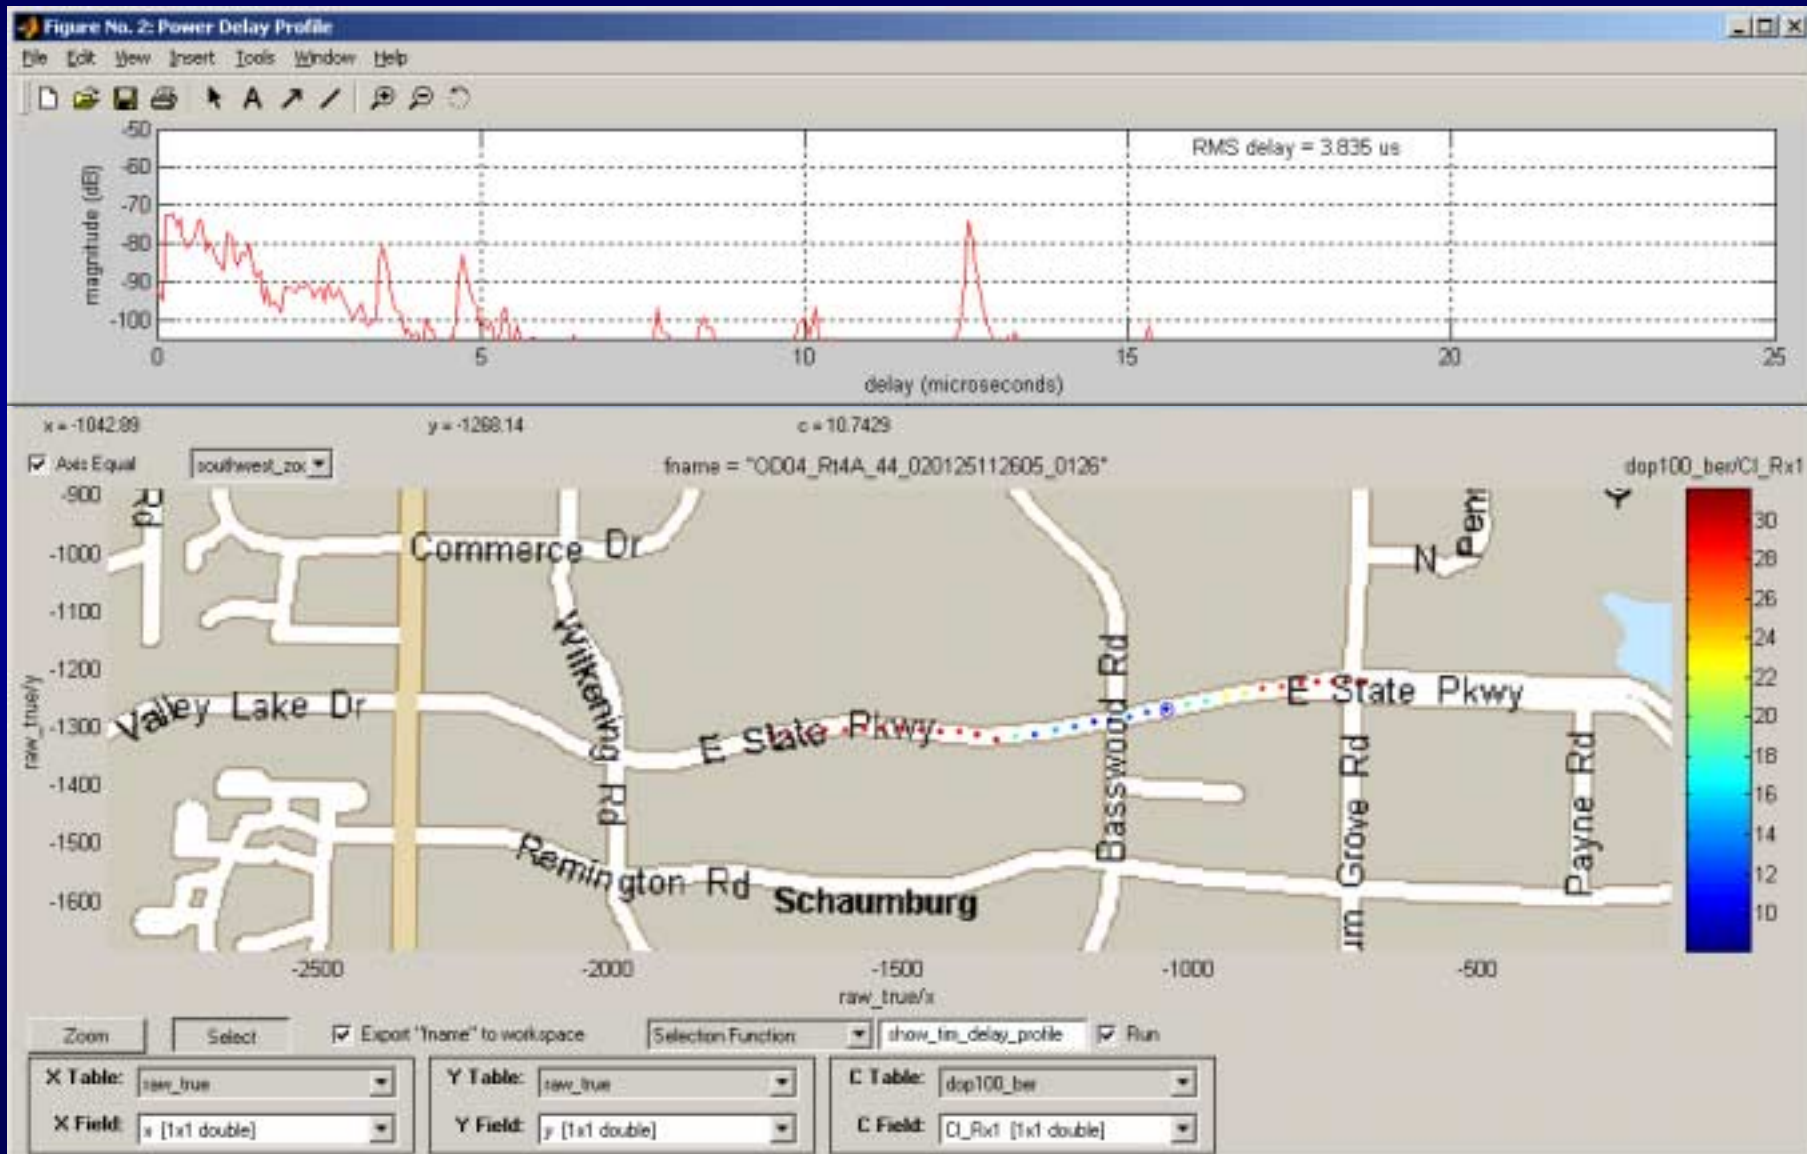 Figure No. 2: Power Delay Profile
File Edit View Insert Tools Window Help
A
-50
-60
-70
-80
-90
-100
magnitude (dB)
RMS delay = 3.835 us
0 5 10 15 20 25
delay (microseconds)
x = -1042.89 y = -1268.14 c = 10.7429
Axis Equal
southwest_zoo
fname = "OD04_Rt4A_44_020125112605_0126"
dop100_ber/CI_Rx1
-900
-1000
-1100
-1200
-1300
-1400
-1500
-1600
raw_true/y
Rd
Commerce Dr
Wilkening Rd
Valley Lake Dr
E State Pkwy
Basswood Rd
E State Pkwy
N Penn
Y
um Grove Rd
Payne Rd
Remington Rd
Schaumburg
30
28
26
24
22
20
18
16
14
12
10
-2500 -2000 -1500 -1000 -500
raw_true/x
Zoom Select Export "fname" to workspace Selection Function show_tim_delay_profile Run
X Table: raw_true Y Table: raw_true C Table: dop100_ber
X Field: x [1x1 double] Y Field: y [1x1 double] C Field: CI_Rx1 [1x1 double]